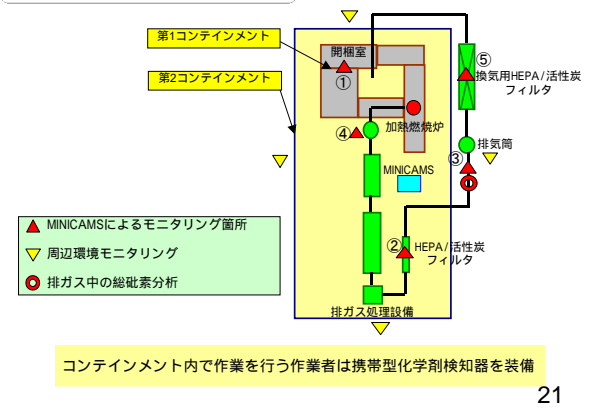 第1コンテインメント
開梱室
①
⑤
換気用HEPA/活性炭
フィルタ
第2コンテインメント
④
加熱燃焼炉
排気筒
③
MINICAMS
MINICAMSによるモニタリング箇所
周辺環境モニタリング
排ガス中の総砒素分析
②
HEPA/活性炭
フィルタ
排ガス処理設備
コンテインメント内で作業を行う作業者は携帯型化学剤検知器を装備
21